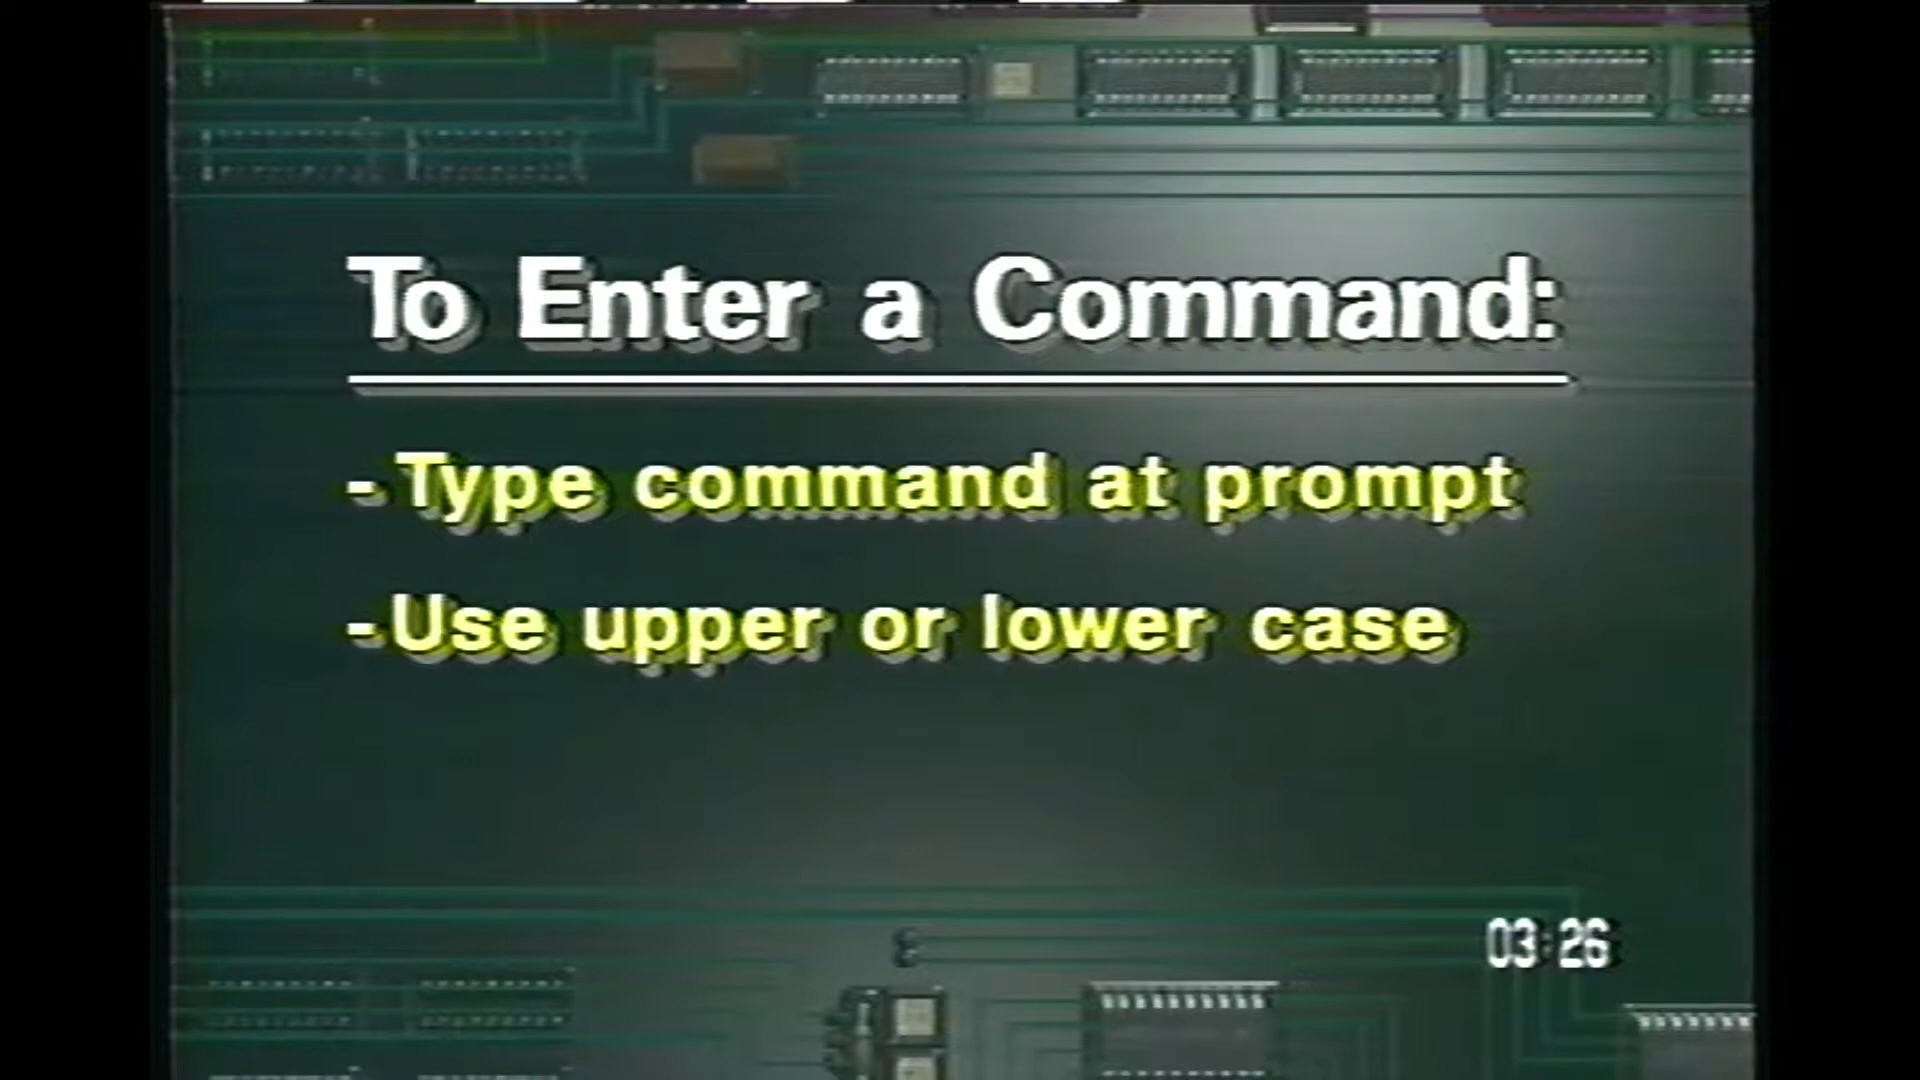 To Enter a Command:
- Type command at prompt
- Use upper or lower case
03:26